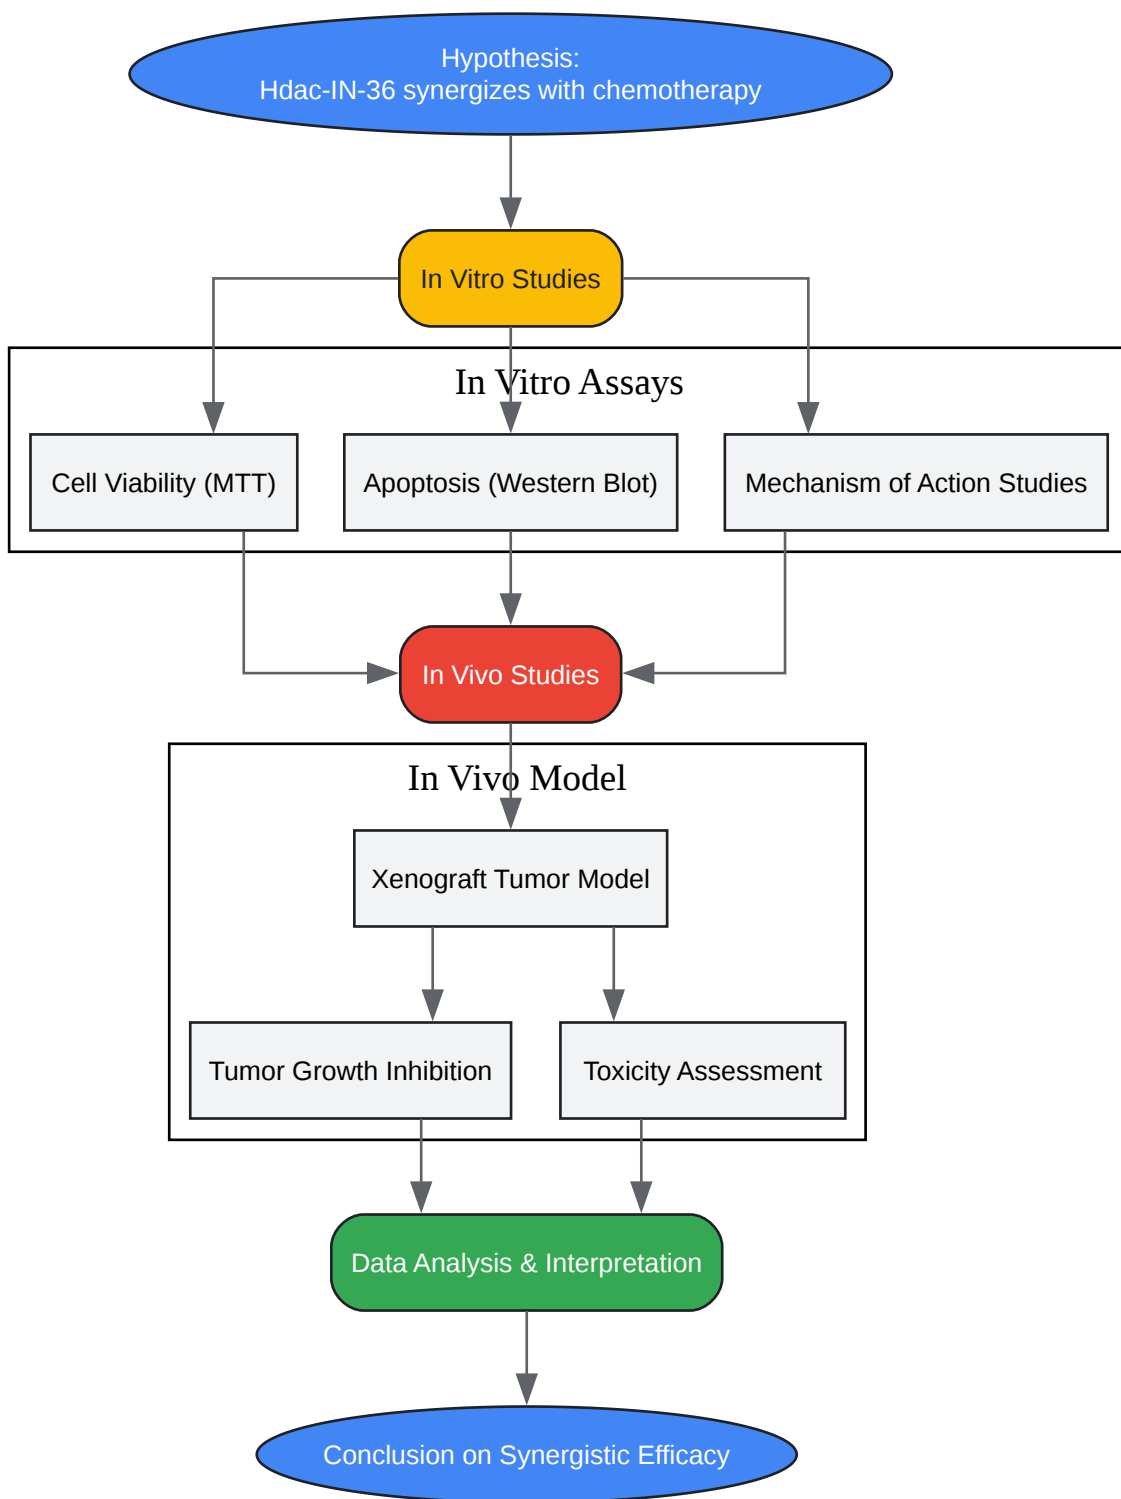 Hypothesis:
Hdac-IN-36 synergizes with chemotherapy
In Vitro Studies
In Vitro Assays
Cell Viability (MTT)
Apoptosis (Western Blot)
Mechanism of Action Studies
In Vivo Studies
In Vivo Model
Xenograft Tumor Model
Tumor Growth Inhibition
Toxicity Assessment
Data Analysis & Interpretation
Conclusion on Synergistic Efficacy